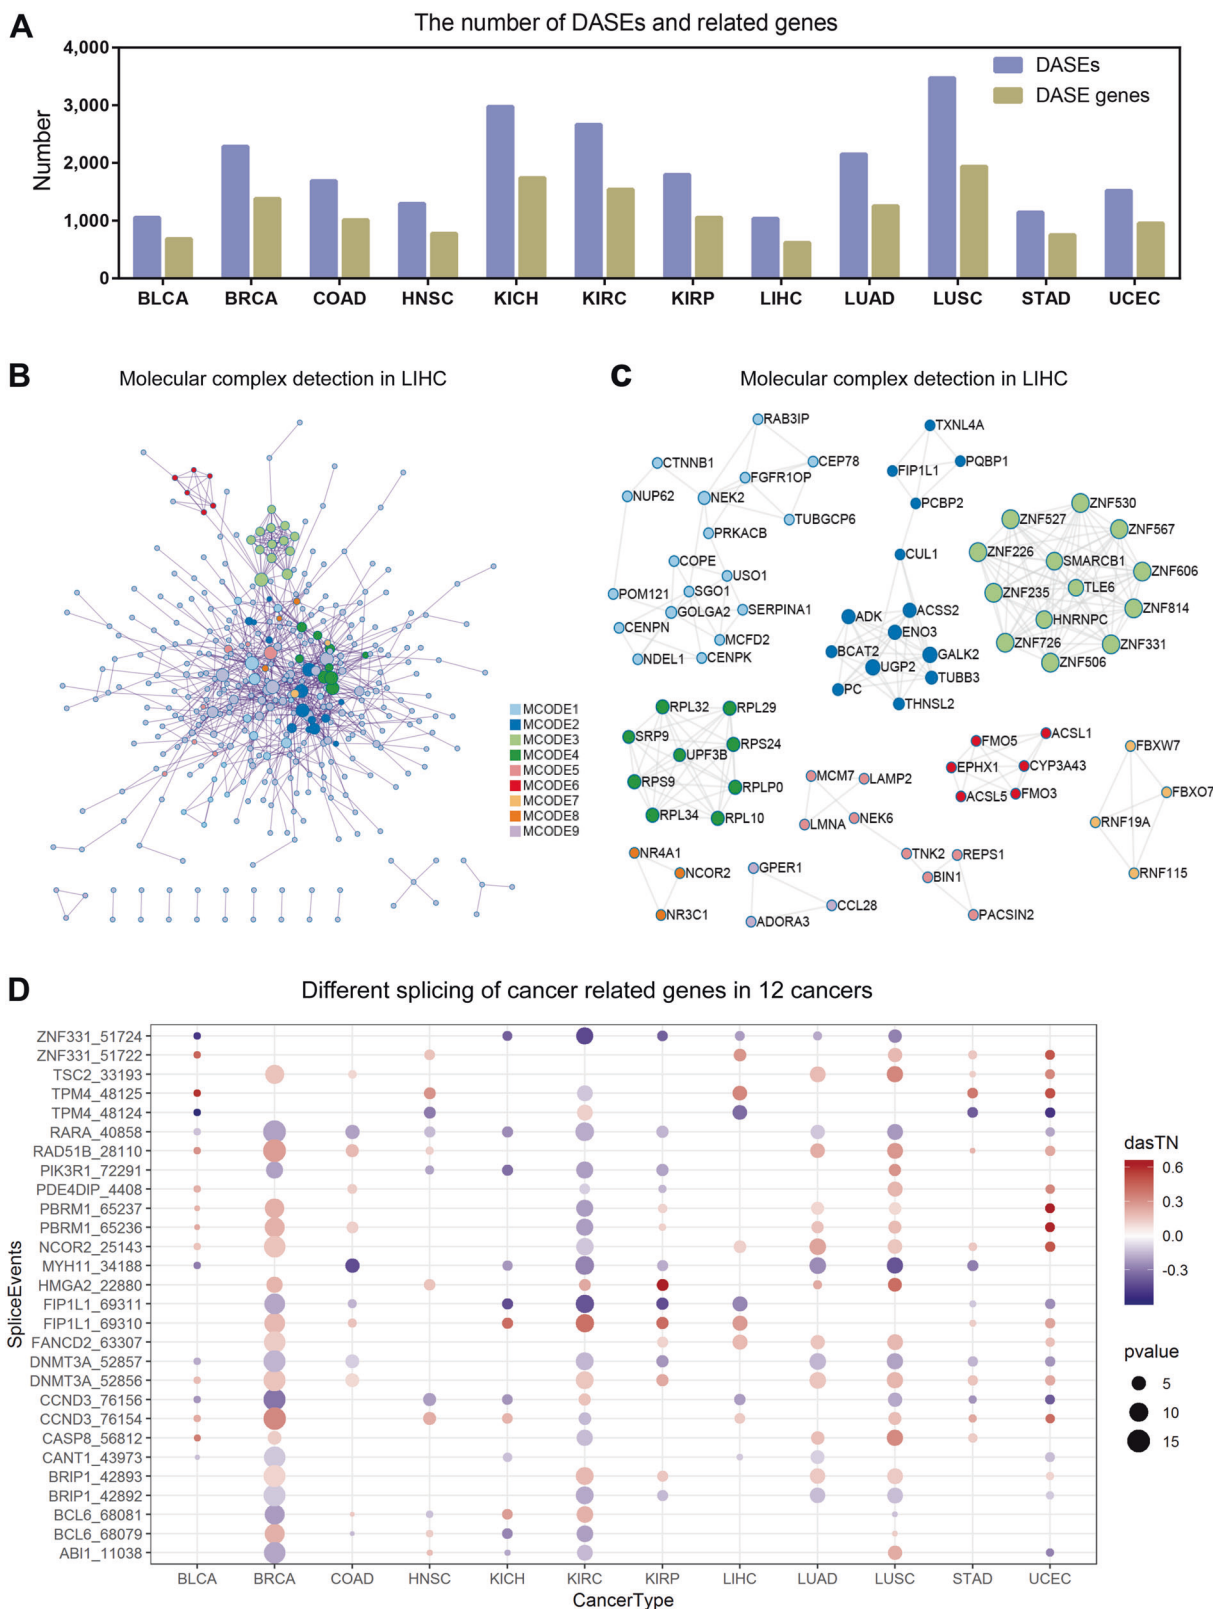 A
The number of DASEs and related genes
Number
4,000
3,000
2,000
1,000
0
DASEs
DASE genes
BLCA BRCA COAD HNSC KICH KIRC KIRP LIHC LUAD LUSC STAD UCEC
B
Molecular complex detection in LIHC
MCODE1
MCODE2
MCODE3
MCODE4
MCODE5
MCODE6
MCODE7
MCODE8
MCODE9
C
Molecular complex detection in LIHC
RAB3IP
CTNNB1
CEP78
FGFR1OP
NUP62
NEK2
TUBGCP6
PRKACB
COPE
USO1
POM121
SGO1
GOLGA2
SERPINA1
CENPN
MCFD2
NDEL1
CENPK
TXNL4A
FIP1L1
PQBP1
PCBP2
CUL1
ADK
ACSS2
ENO3
BCAT2
GALK2
UGP2
TUBB3
PC
THNSL2
ZNF530
ZNF527
ZNF567
ZNF226
SMARCB1
ZNF606
ZNF235
TLE6
ZNF814
HNRNPC
ZNF726
ZNF331
ZNF506
RPL32
RPL29
SRP9
RPS24
UPF3B
RPS9
RPLP0
RPL34
RPL10
MCM7
LAMP2
LMNA
NEK6
TNK2
REPS1
BIN1
PACSIN2
FMO5
ACSL1
EPHX1
CYP3A43
ACSL5
FMO3
FBXW7
FBXO7
RNF19A
RNF115
NR4A1
NCOR2
NR3C1
GPER1
CCL28
ADORA3
D
Different splicing of cancer related genes in 12 cancers
SpliceEvents
ZNF331_51724
ZNF331_51722
TSC2_33193
TPM4_48125
TPM4_48124
RARA_40858
RAD51B_28110
PIK3R1_72291
PDE4DIP_4408
PBRM1_65237
PBRM1_65236
NCOR2_25143
MYH11_34188
HMGA2_22880
FIP1L1_69311
FIP1L1_69310
FANCD2_63307
DNMT3A_52857
DNMT3A_52856
CCND3_76156
CCND3_76154
CASP8_56812
CANT1_43973
BRIP1_42893
BRIP1_42892
BCL6_68081
BCL6_68079
ABI1_11038
BLCA BRCA COAD HNSC KICH KIRC KIRP LIHC LUAD LUSC STAD UCEC
CancerType
dasTN
0.6
0.3
0.0
-0.3
pvalue
5
10
15